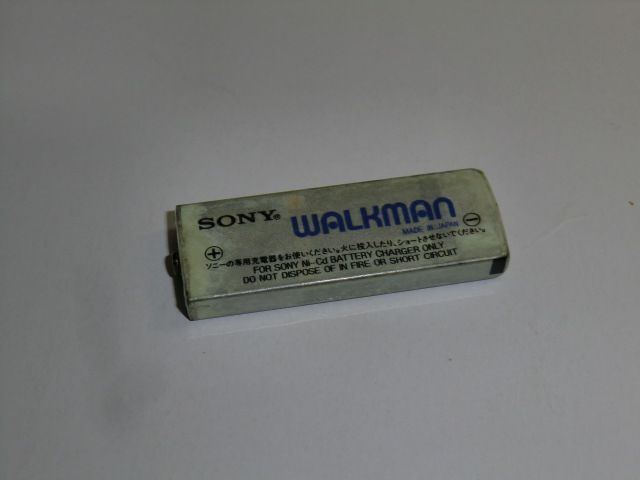 SONY®
WALKMAN
MADE IN JAPAN
⊕ ⊖
ソニーの専用充電器をお使いください。火に投入したり、ショートさせないでください。
FOR SONY Ni-Cd BATTERY CHARGER ONLY
DO NOT DISPOSE OF IN FIRE OR SHORT CIRCUIT